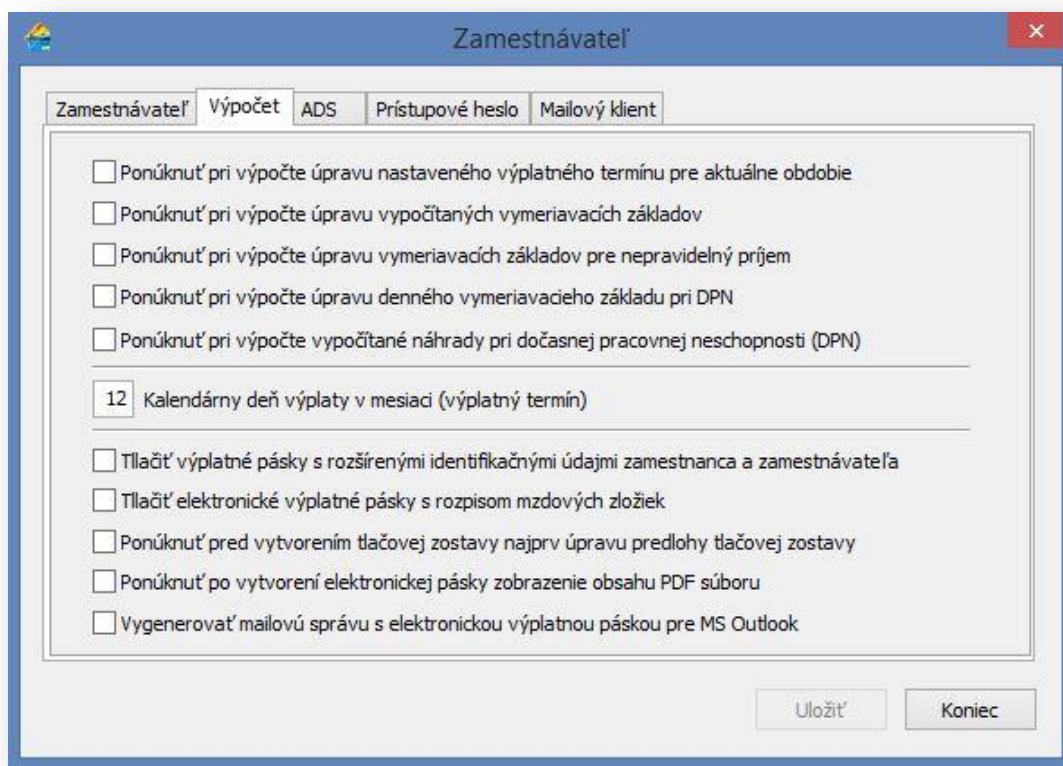 Zamestnávateľ
Zamestnávateľ Výpočet ADS Prístupové heslo Mailový klient
Ponúknuť pri výpočte úpravu nastaveného výplatného termínu pre aktuálne obdobie
Ponúknuť pri výpočte úpravu vypočítaných vymeriavacích základov
Ponúknuť pri výpočte úpravu vymeriavacích základov pre nepravidelný príjem
Ponúknuť pri výpočte úpravu denného vymeriavacieho základu pri DPN
Ponúknuť pri výpočte vypočítané náhrady pri dočasnej pracovnej neschopnosti (DPN)
12 Kalendárny deň výplaty v mesiaci (výplatný termín)
Tllačiť výplatné pásky s rozšírenými identifikačnými údajmi zamestnanca a zamestnávateľa
Tllačiť elektronické výplatné pásky s rozpisom mzdových zložiek
Ponúknuť pred vytvorením tlačovej zostavy najprv úpravu predlohy tlačovej zostavy
Ponúknuť po vytvorení elektronickej pásky zobrazenie obsahu PDF súboru
Vygenerovať mailovú správu s elektronickou výplatnou páskou pre MS Outlook
Uložiť Koniec